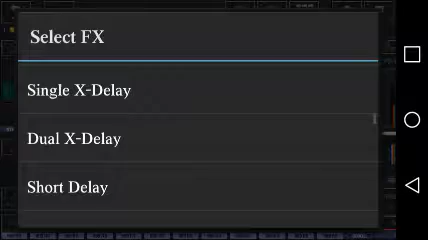 Select FX
Single X-Delay
Dual X-Delay
Short Delay